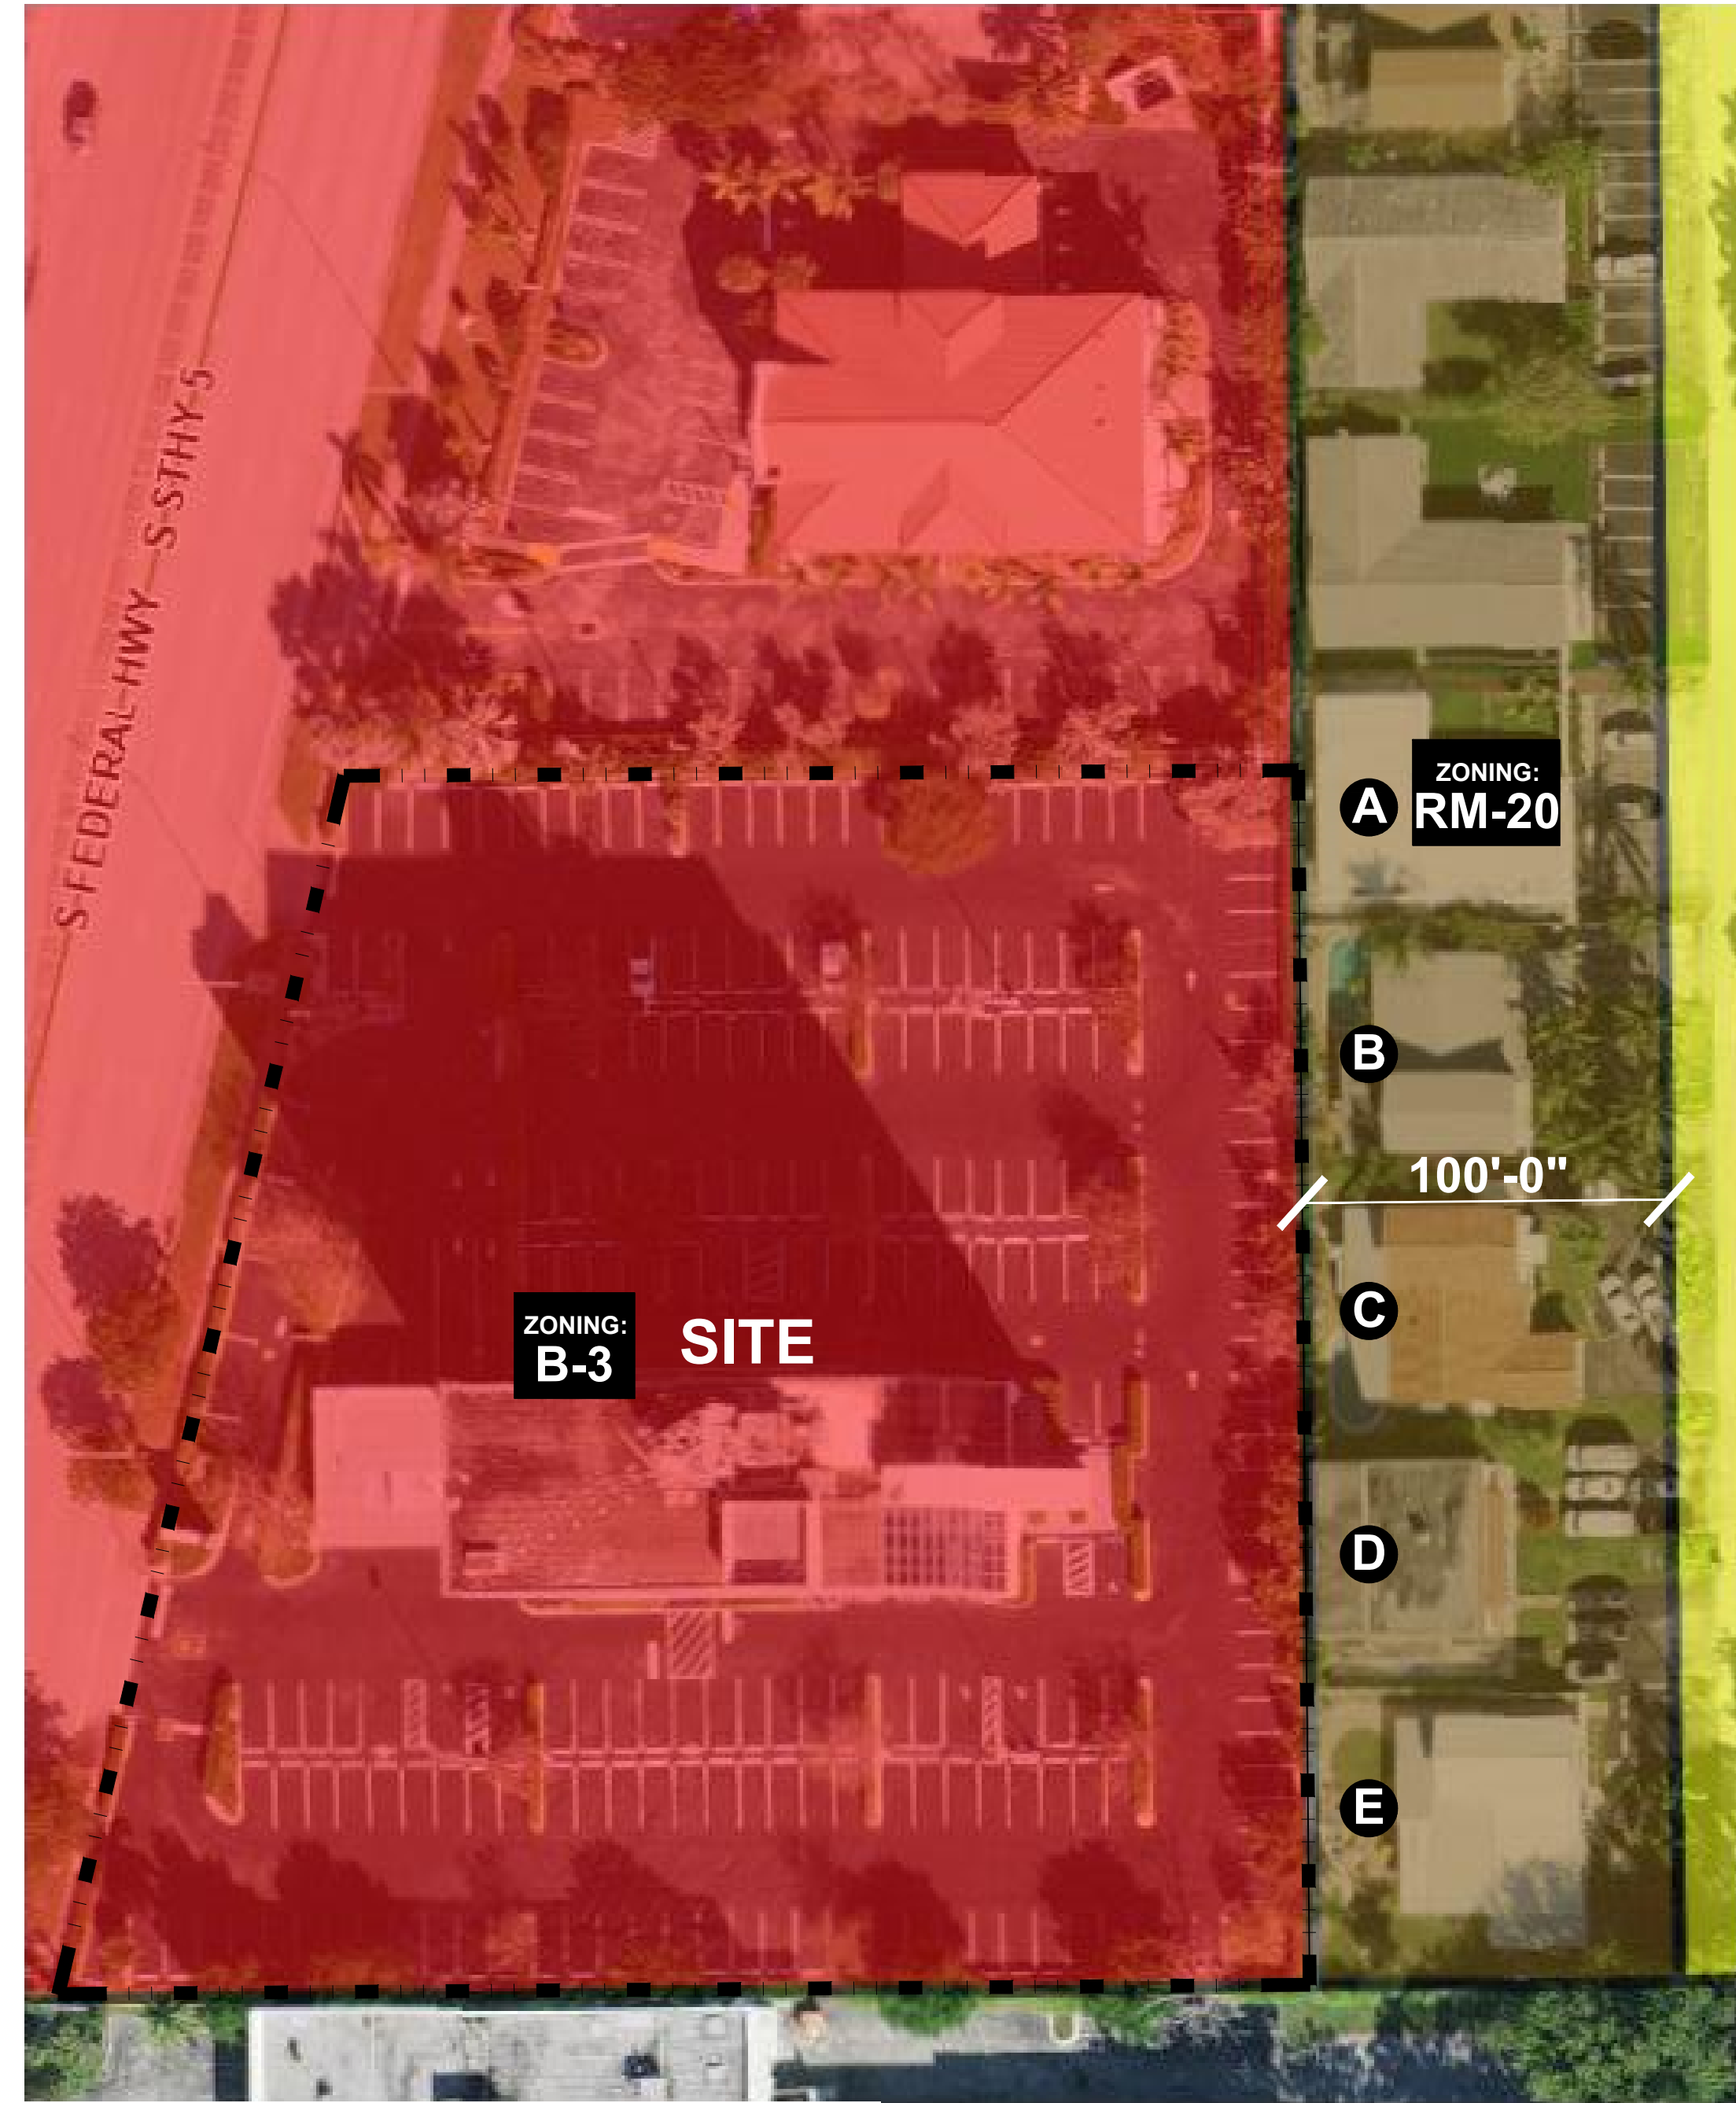 S FEDERAL HWY S STHY 5
A
ZONING:
RM-20
B
100'-0"
C
ZONING:
B-3
SITE
D
E